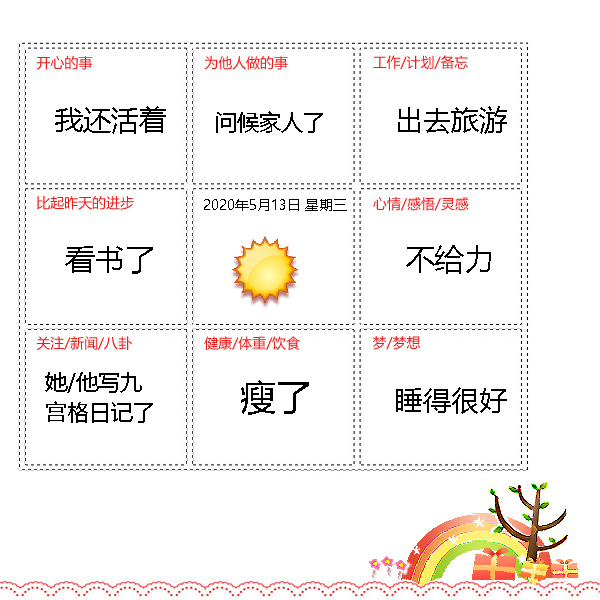 开心的事
我还活着
为他人做的事
问候家人了
工作/计划/备忘
出去旅游
比起昨天的进步
看书了
2020年5月13日 星期三
心情/感悟/灵感
不给力
关注/新闻/八卦
她/他写九
宫格日记了
健康/体重/饮食
瘦了
梦/梦想
睡得很好